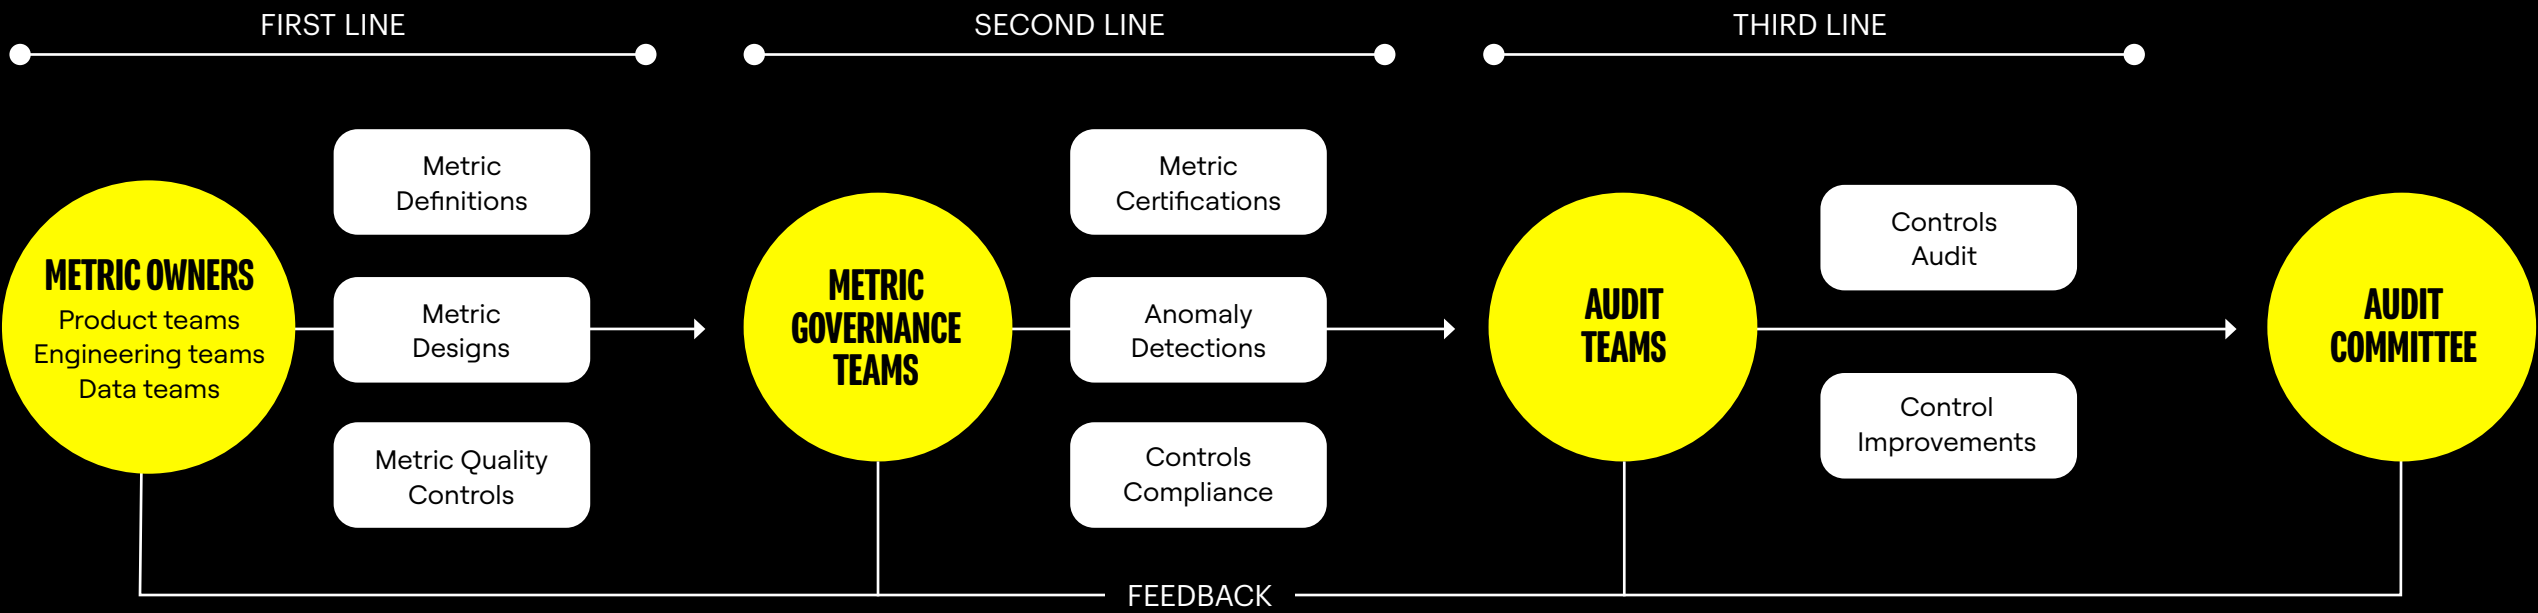 FIRST LINE
SECOND LINE
THIRD LINE
METRIC OWNERS
Product teams
Engineering teams
Data teams
Metric
Definitions
Metric
Designs
Metric Quality
Controls
METRIC
GOVERNANCE
TEAMS
Metric
Certifications
Anomaly
Detections
Controls
Compliance
AUDIT
TEAMS
Controls
Audit
Control
Improvements
AUDIT
COMMITTEE
FEEDBACK